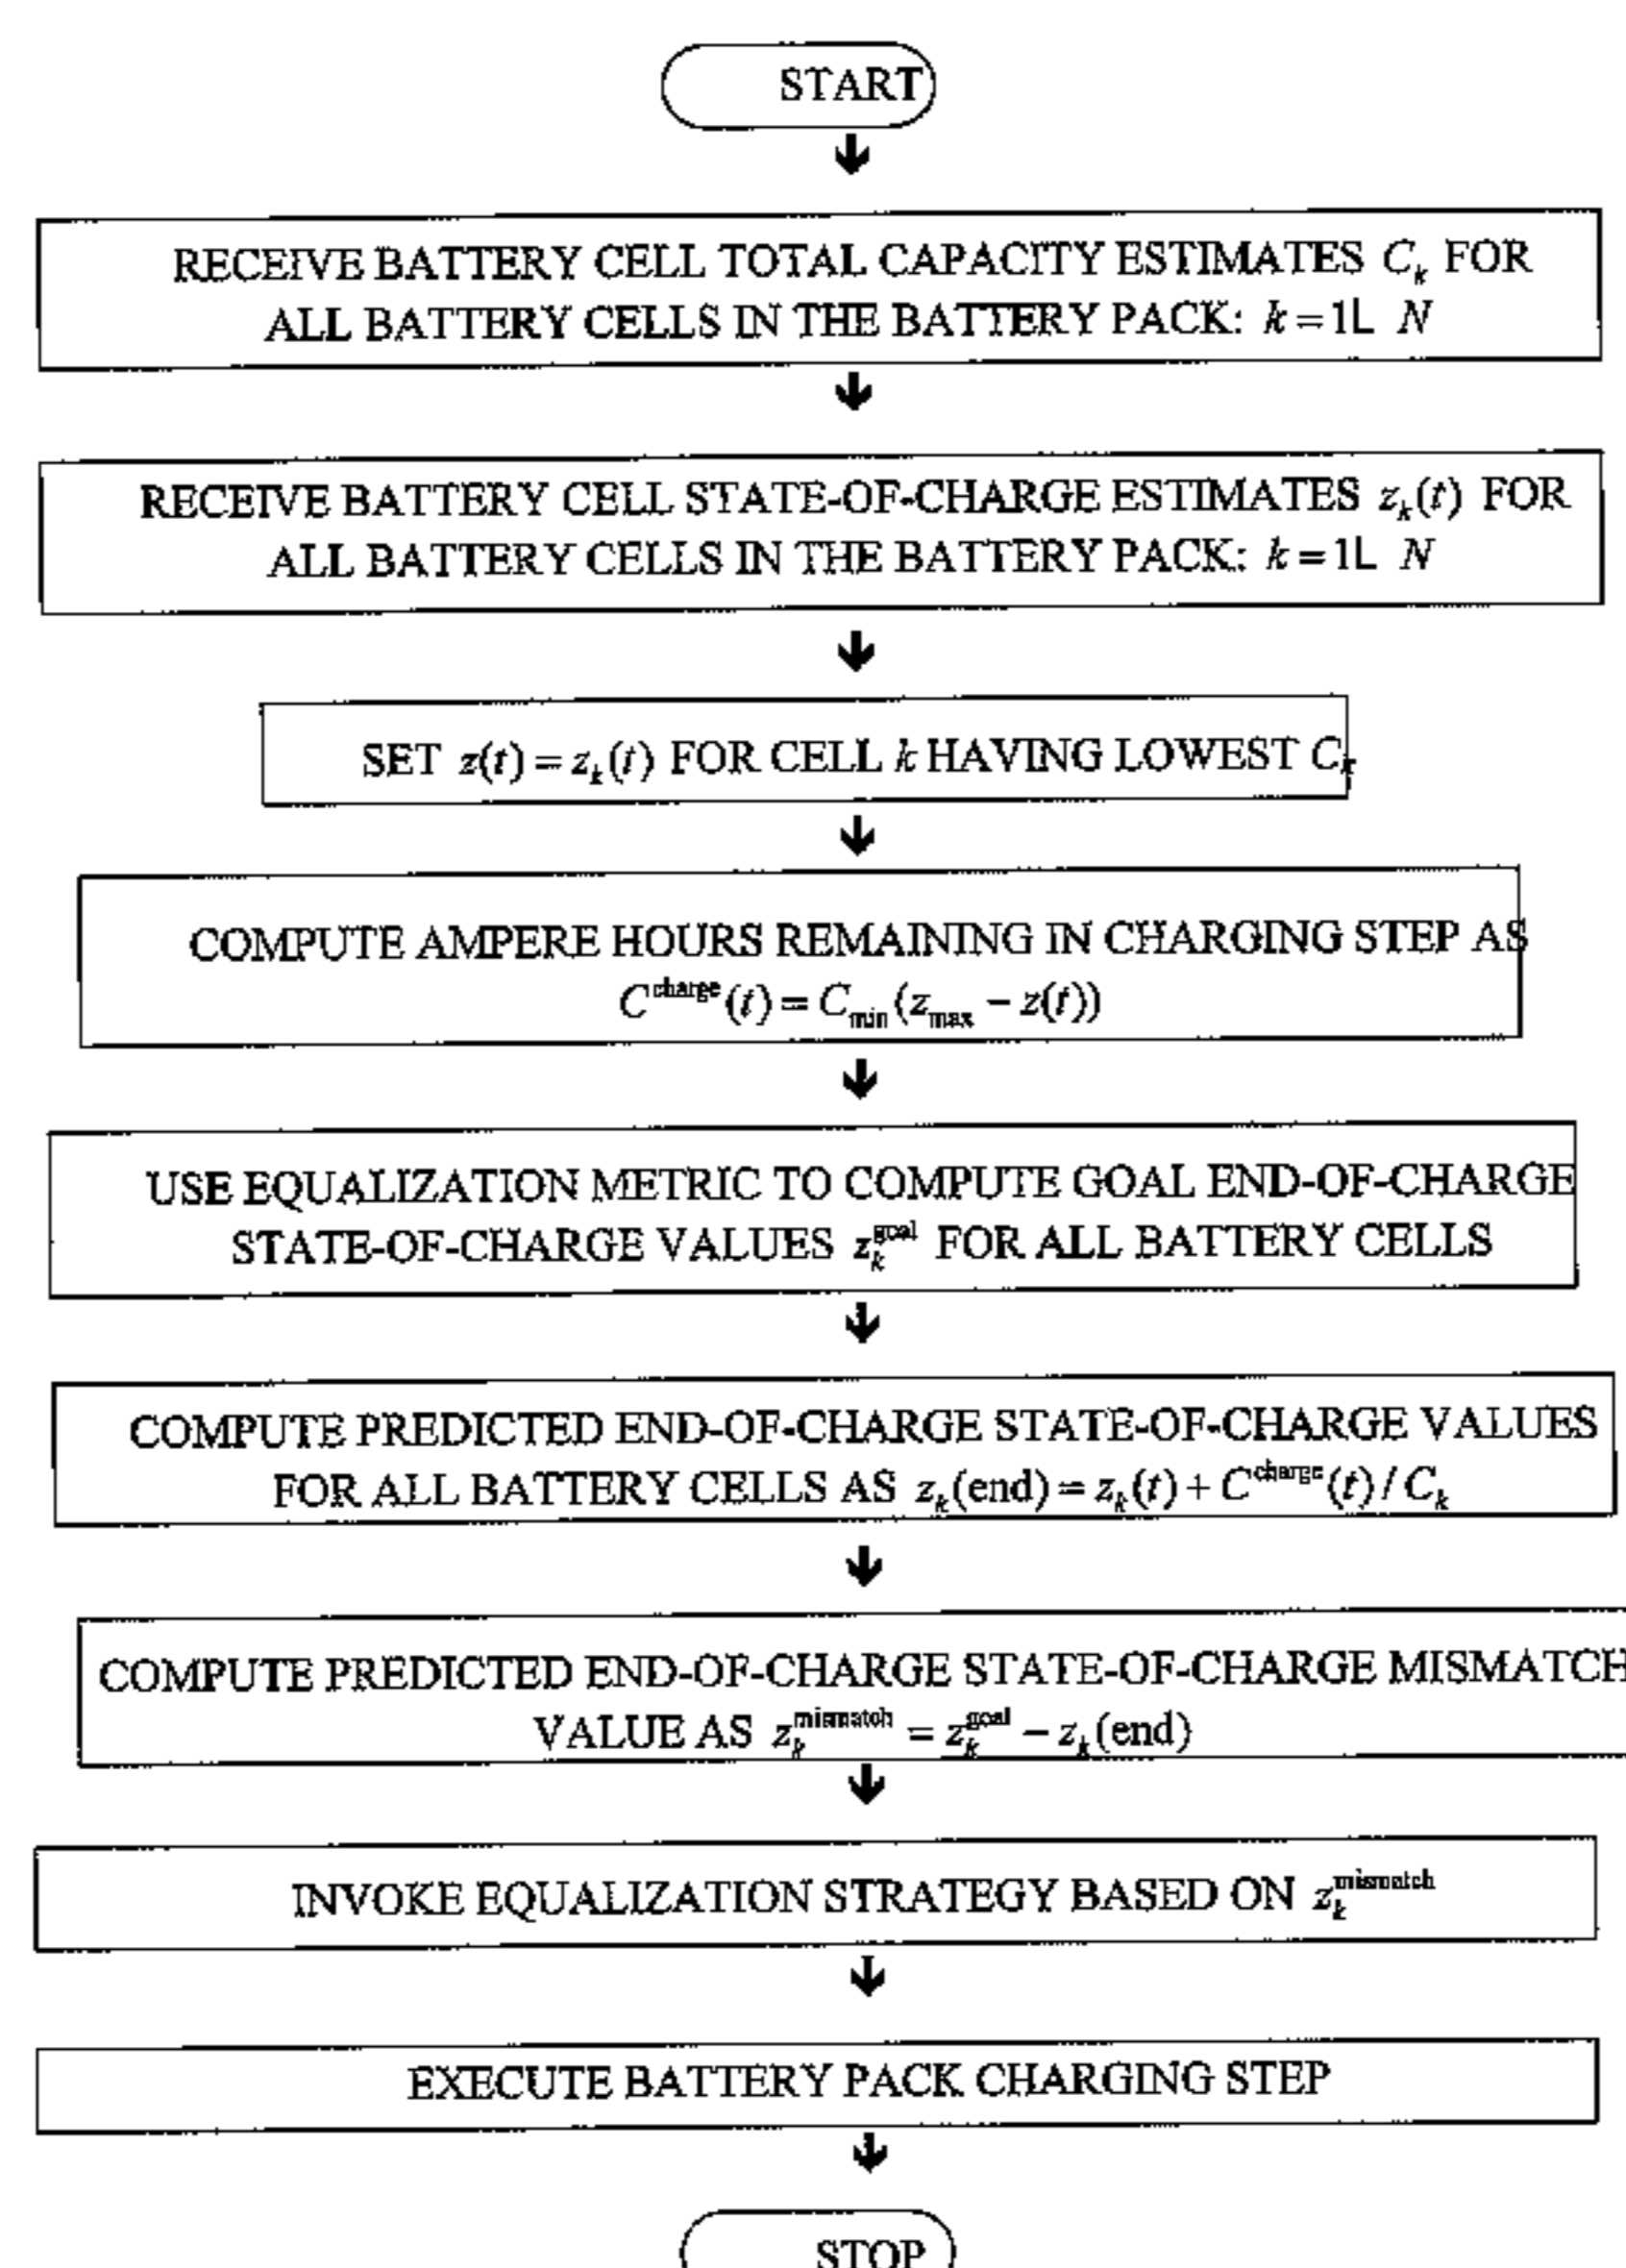 START
RECEIVE BATTERY CELL TOTAL CAPACITY ESTIMATES C_k FOR
ALL BATTERY CELLS IN THE BATTERY PACK: k = 1L N
RECEIVE BATTERY CELL STATE-OF-CHARGE ESTIMATES z_k(t) FOR
ALL BATTERY CELLS IN THE BATTERY PACK: k = 1L N
SET z(t) = z_k(t) FOR CELL k HAVING LOWEST C_k
COMPUTE AMPERE HOURS REMAINING IN CHARGING STEP AS
C^charge(t) = C_min(z_max − z(t))
USE EQUALIZATION METRIC TO COMPUTE GOAL END-OF-CHARGE
STATE-OF-CHARGE VALUES z_k^goal FOR ALL BATTERY CELLS
COMPUTE PREDICTED END-OF-CHARGE STATE-OF-CHARGE VALUES
FOR ALL BATTERY CELLS AS z_k(end) = z_k(t) + C^charge(t) / C_k
COMPUTE PREDICTED END-OF-CHARGE STATE-OF-CHARGE MISMATCH
VALUE AS z_k^mismatch = z_k^goal − z_k(end)
INVOKE EQUALIZATION STRATEGY BASED ON z_k^mismatch
EXECUTE BATTERY PACK CHARGING STEP
STOP